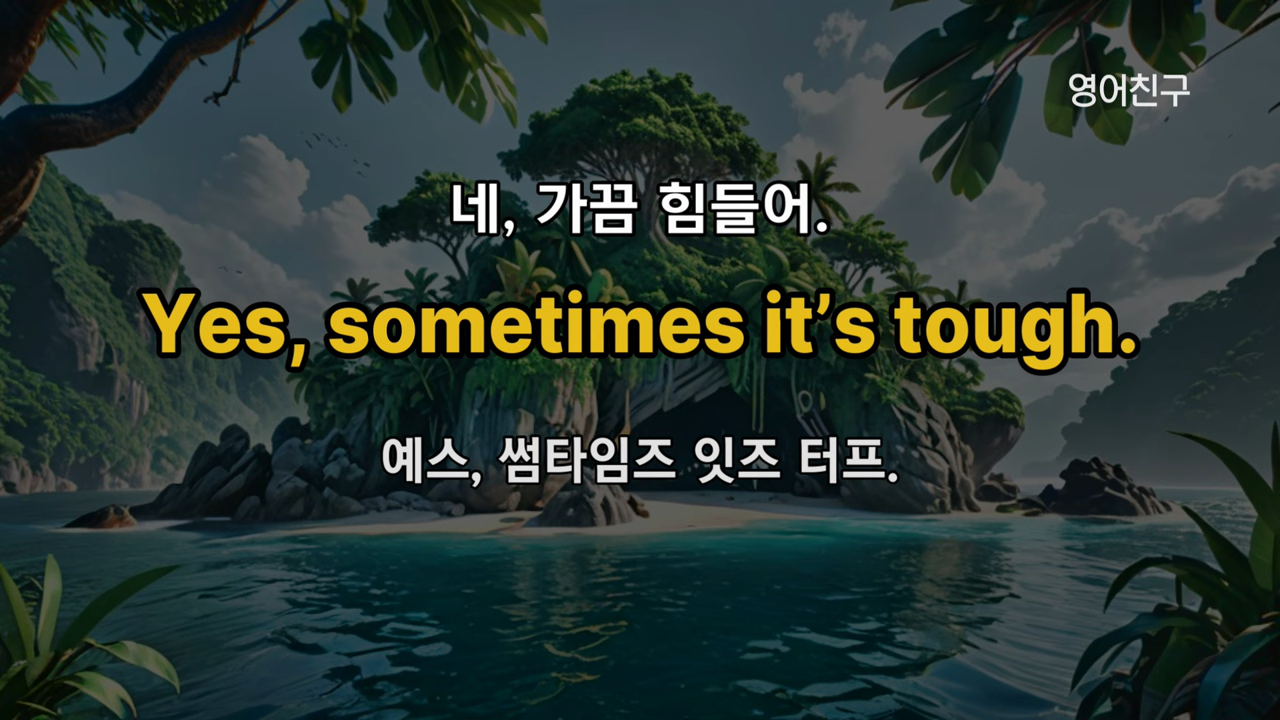 영어친구
네, 가끔 힘들어.
Yes, sometimes it’s tough.
예스, 썸타임즈 잇즈 터프.